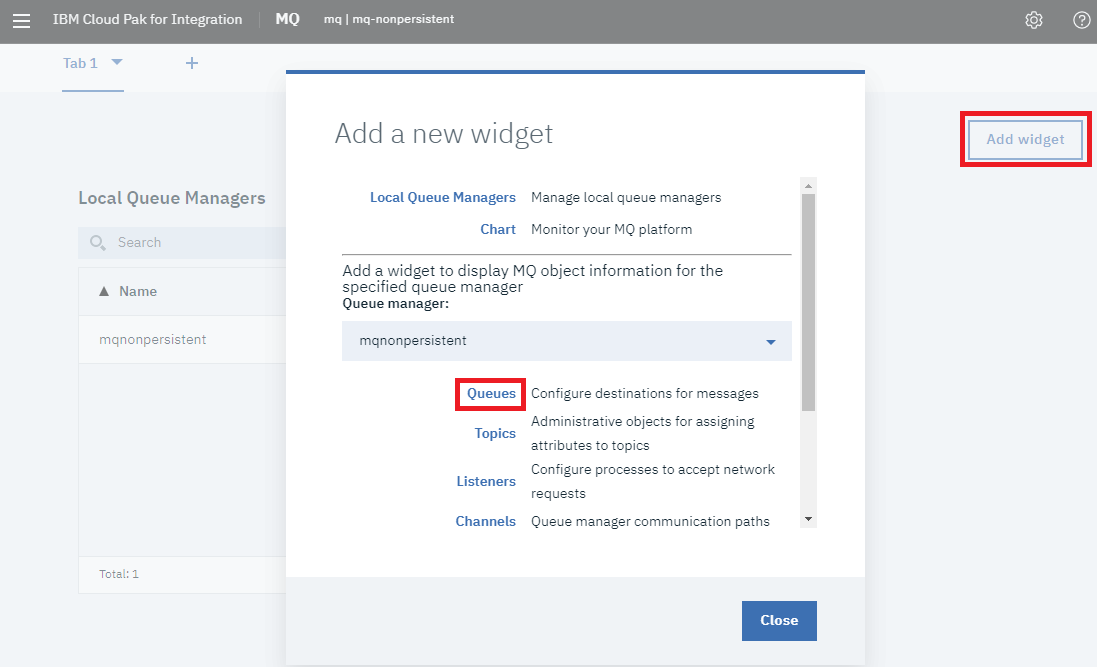 IBM Cloud Pak for Integration MQ mq | mq-nonpersistent
Tab 1
Add widget
Local Queue Managers
Search
Name
mqnonpersistent
Total: 1
Add a new widget
Local Queue Managers Manage local queue managers
Chart Monitor your MQ platform
Add a widget to display MQ object information for the
specified queue manager
Queue manager:
mqnonpersistent
Queues Configure destinations for messages
Topics Administrative objects for assigning
attributes to topics
Listeners Configure processes to accept network
requests
Channels Queue manager communication paths
Close